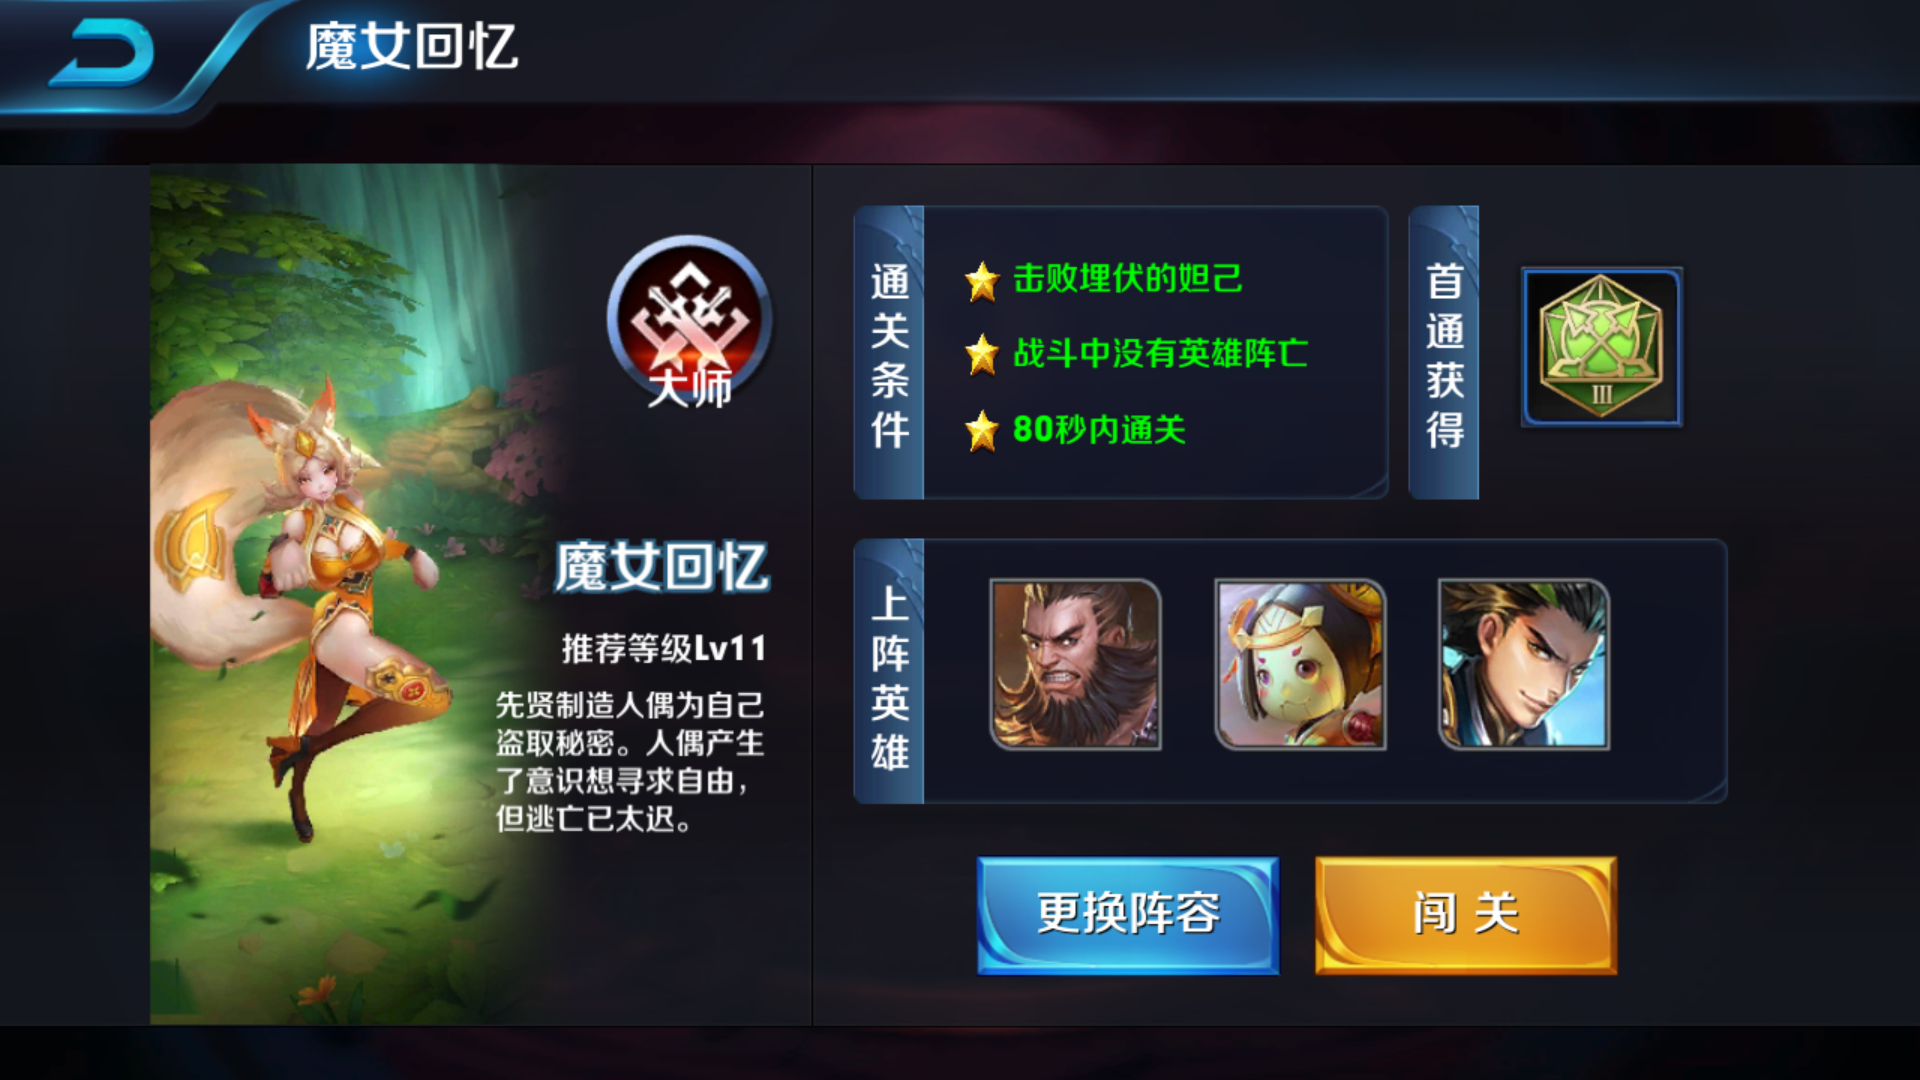 魔女回忆
大师
魔女回忆
推荐等级Lv11
先贤制造人偶为自己
盗取秘密。人偶产生
了意识想寻求自由，
但逃亡已太迟。
通关条件
击败埋伏的妲己
战斗中没有英雄阵亡
80秒内通关
首通获得
III
上阵英雄
更换阵容
闯关